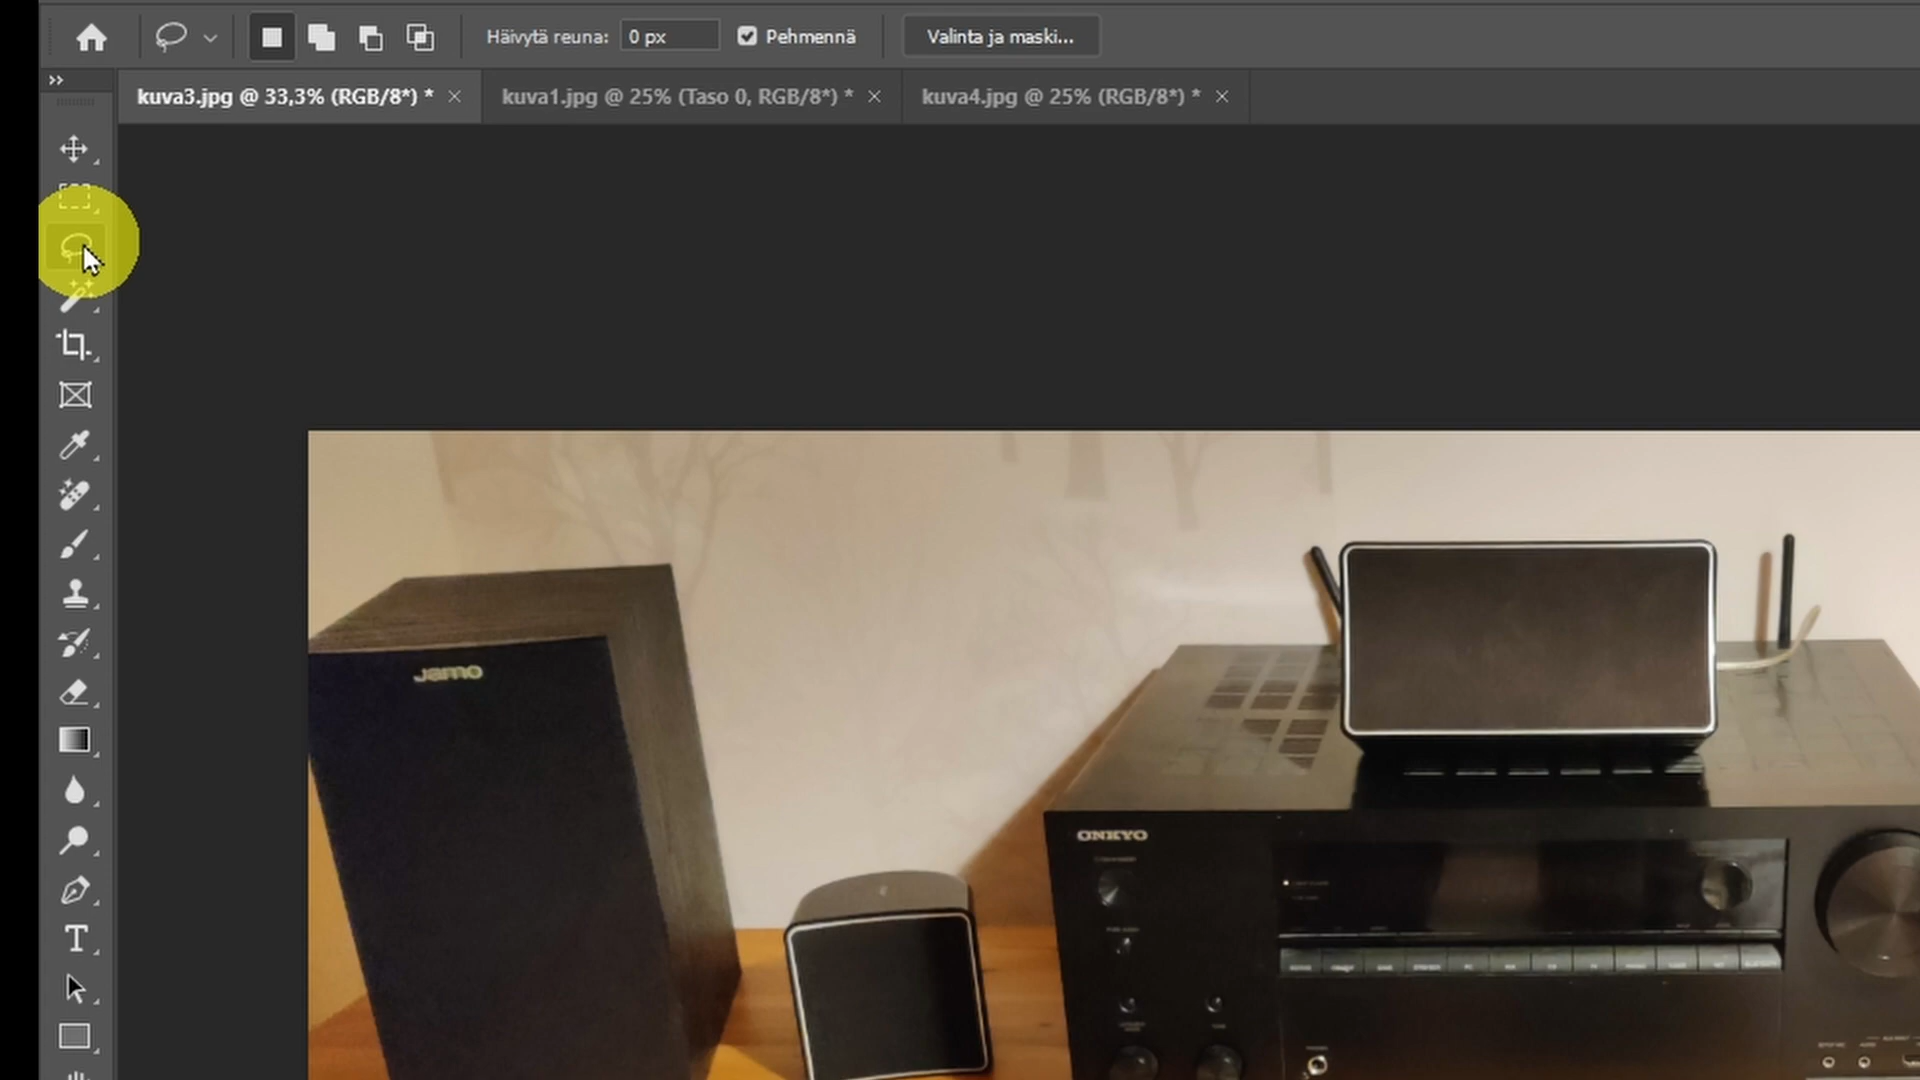 Häivytä reuna: 0 px Pehmennä Valinta ja maski...
kuva3.jpg @ 33,3% (RGB/8*) * × kuva1.jpg @ 25% (Taso 0, RGB/8*) * × kuva4.jpg @ 25% (RGB/8*) * ×
Jamo
ONKYO